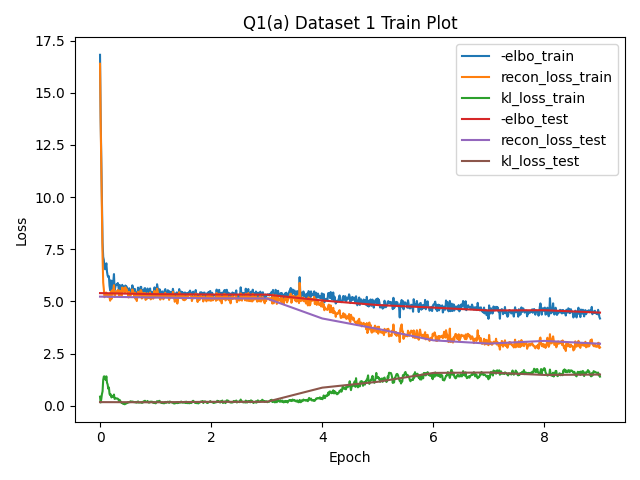 Q1(a) Dataset 1 Train Plot
17.5
15.0
12.5
10.0
7.5
5.0
2.5
0.0
Loss
-elbo_train
recon_loss_train
kl_loss_train
-elbo_test
recon_loss_test
kl_loss_test
0 2 4 6 8
Epoch